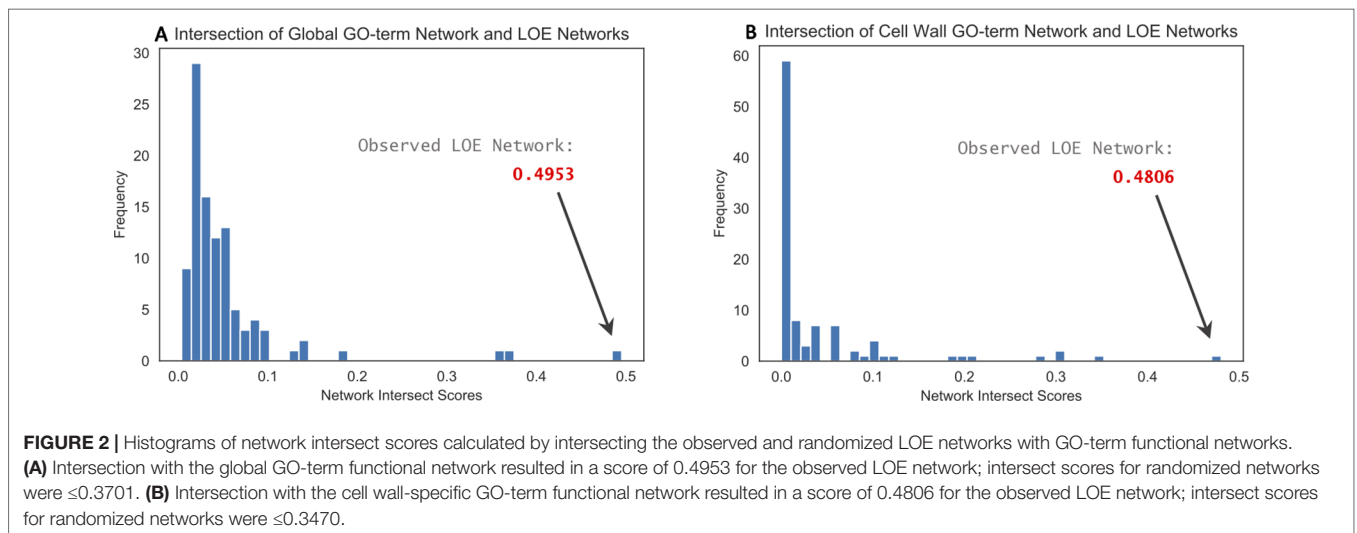 A Intersection of Global GO-term Network and LOE Networks
30
25
20
15
10
5
0
Frequency
Observed LOE Network:
0.4953
0.0 0.1 0.2 0.3 0.4 0.5
Network Intersect Scores
B Intersection of Cell Wall GO-term Network and LOE Networks
60
50
40
30
20
10
0
Frequency
Observed LOE Network:
0.4806
0.0 0.1 0.2 0.3 0.4 0.5
Network Intersect Scores
FIGURE 2 | Histograms of network intersect scores calculated by intersecting the observed and randomized LOE networks with GO-term functional networks.
(A) Intersection with the global GO-term functional network resulted in a score of 0.4953 for the observed LOE network; intersect scores for randomized networks
were ≤0.3701. (B) Intersection with the cell wall-specific GO-term functional network resulted in a score of 0.4806 for the observed LOE network; intersect scores
for randomized networks were ≤0.3470.